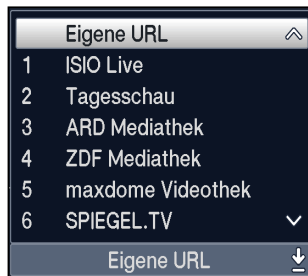 Eigene URL
1 ISIO Live
2 Tagesschau
3 ARD Mediathek
4 ZDF Mediathek
5 maxdome Videothek
6 SPIEGEL.TV
Eigene URL